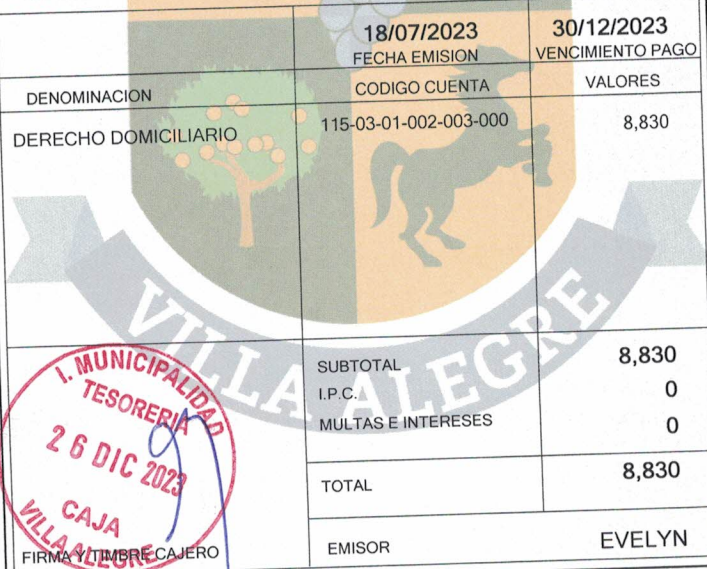 18/07/2023 30/12/2023
FECHA EMISION VENCIMIENTO PAGO
DENOMINACION CODIGO CUENTA VALORES
DERECHO DOMICILIARIO 115-03-01-002-003-000 8,830
VILLA ALEGRE
SUBTOTAL 8,830
I.P.C. 0
MULTAS E INTERESES 0
TOTAL 8,830
EMISOR EVELYN
I. MUNICIPALIDAD
TESORERIA
26 DIC 2023
CAJA
VILLA ALEGRE
FIRMA Y TIMBRE CAJERO